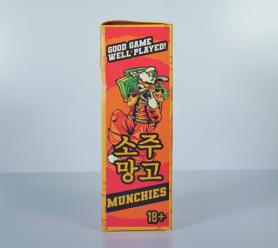 GOOD GAME
WELL PLAYED!
소주
망고
MUNCHIES
18+